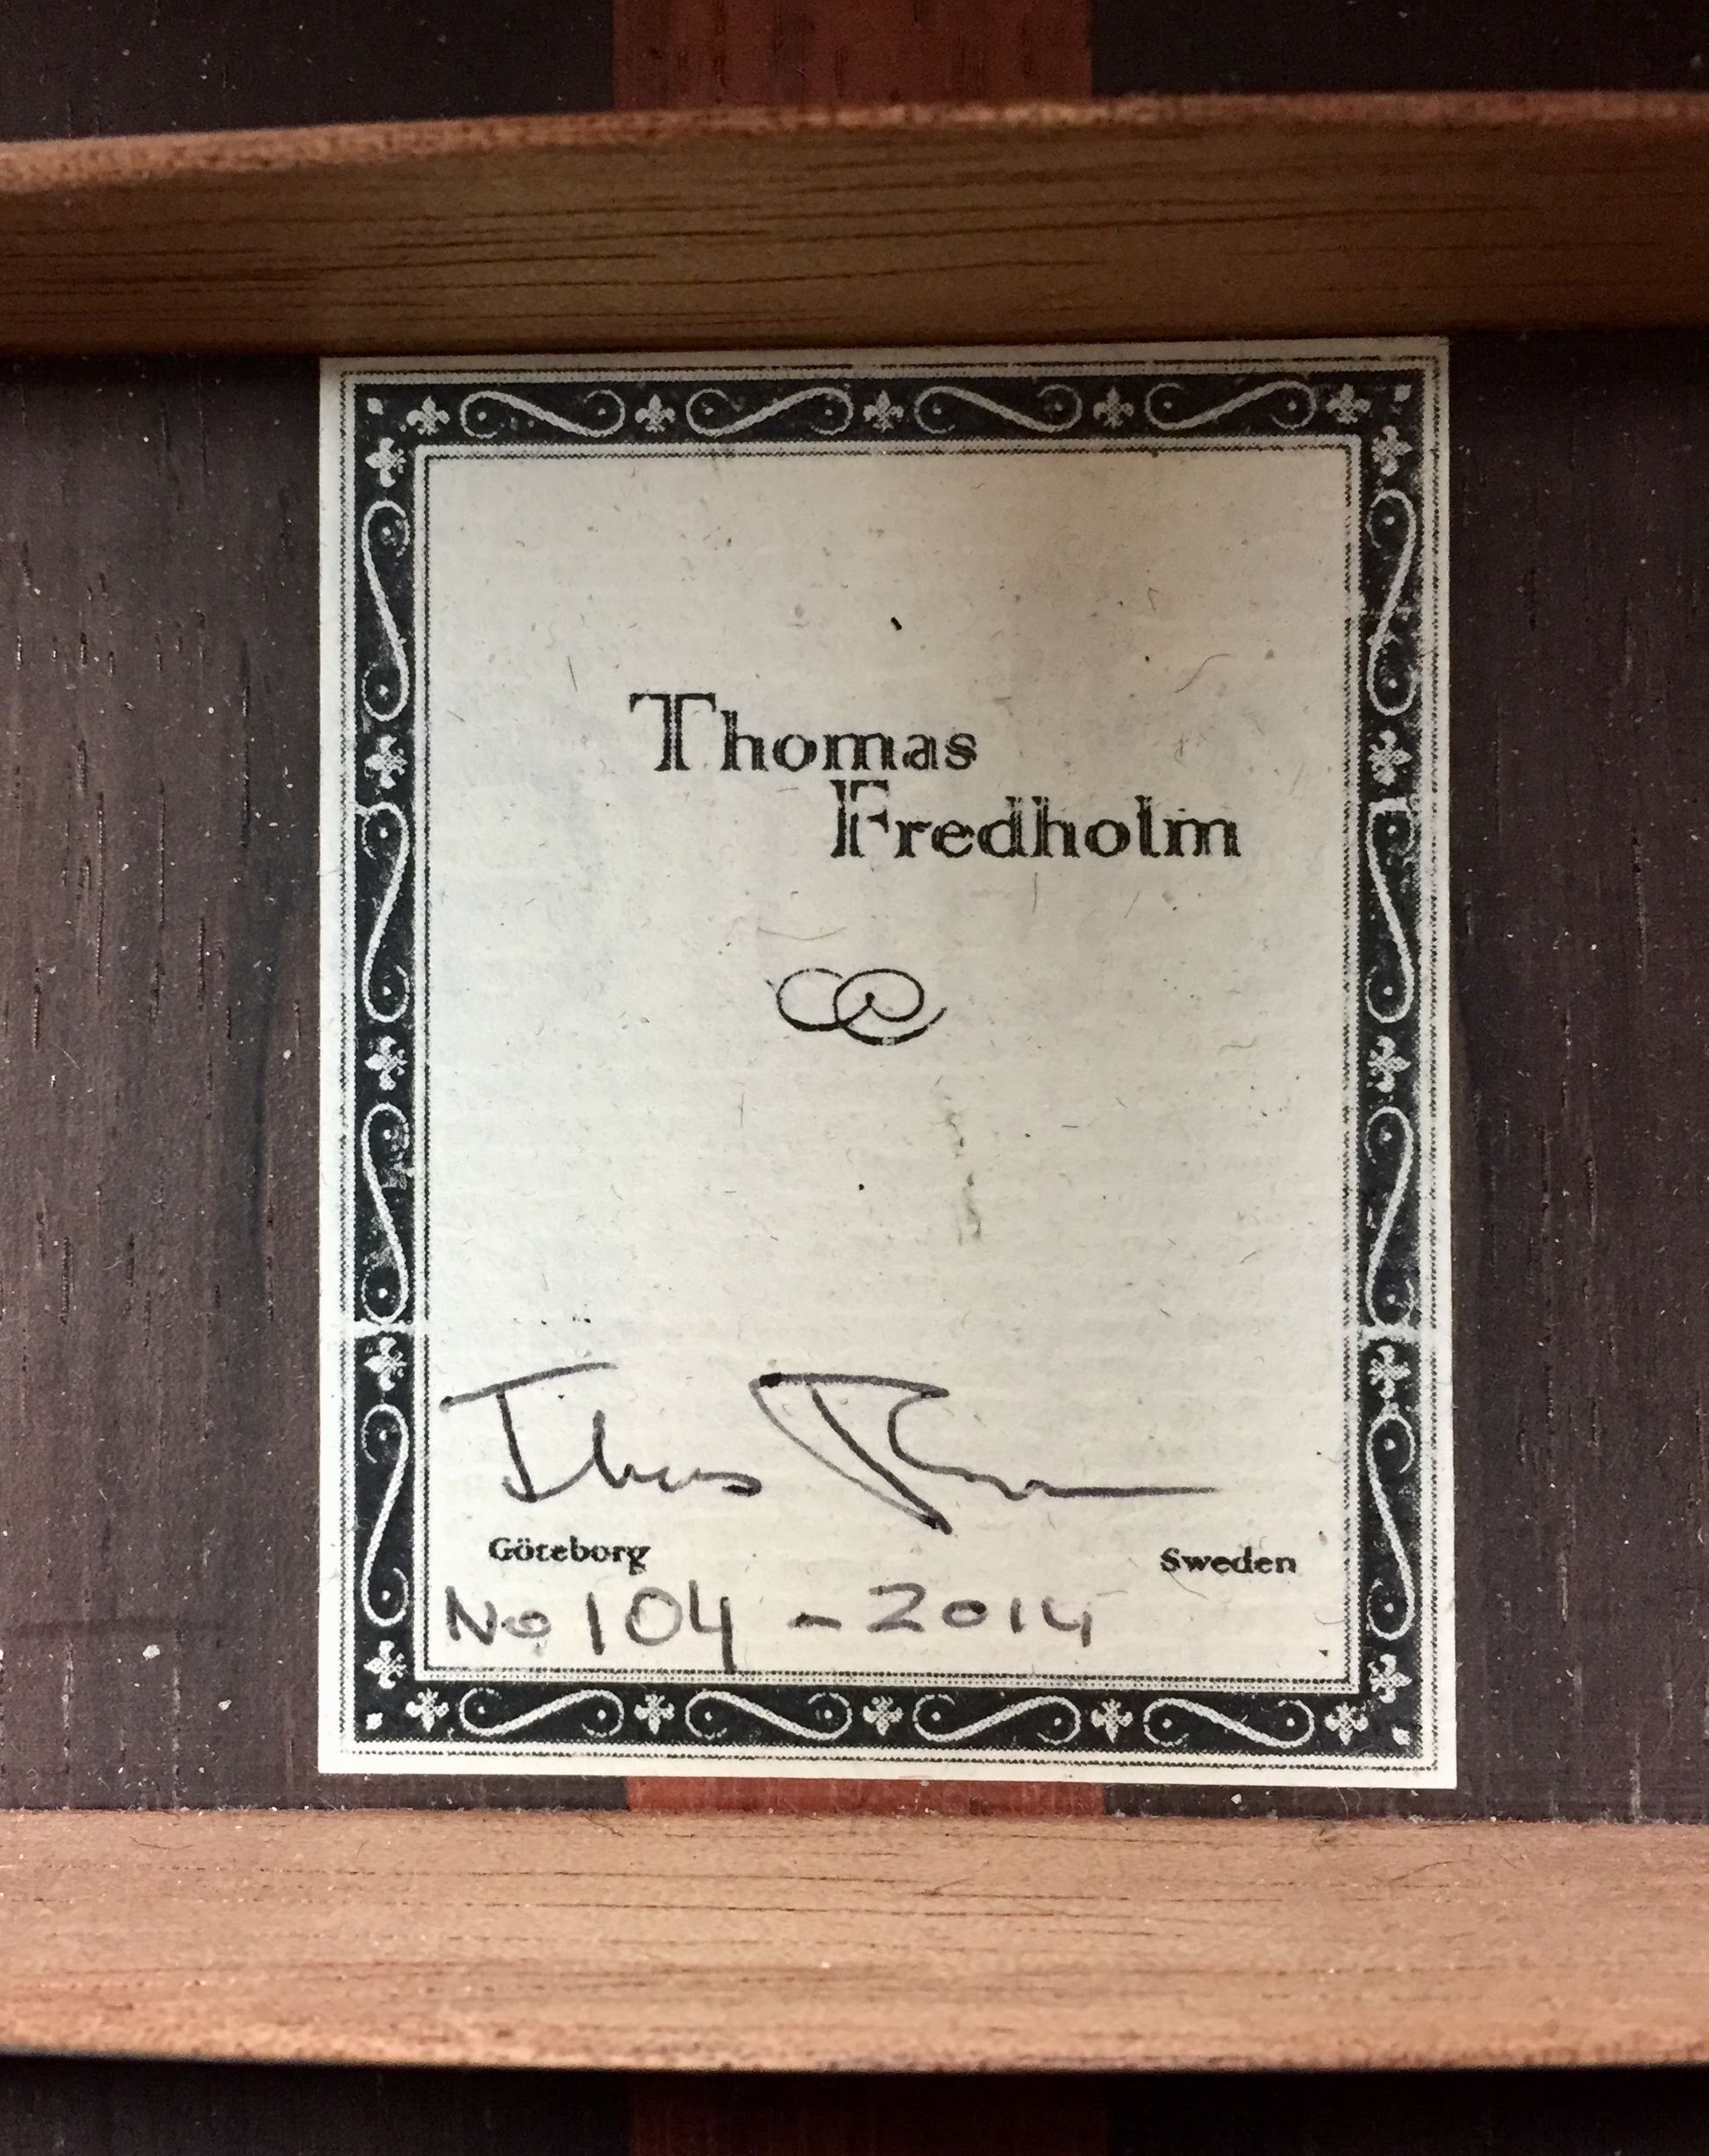 Thomas
Fredholm
Göteborg Sweden
No 104 - 2014